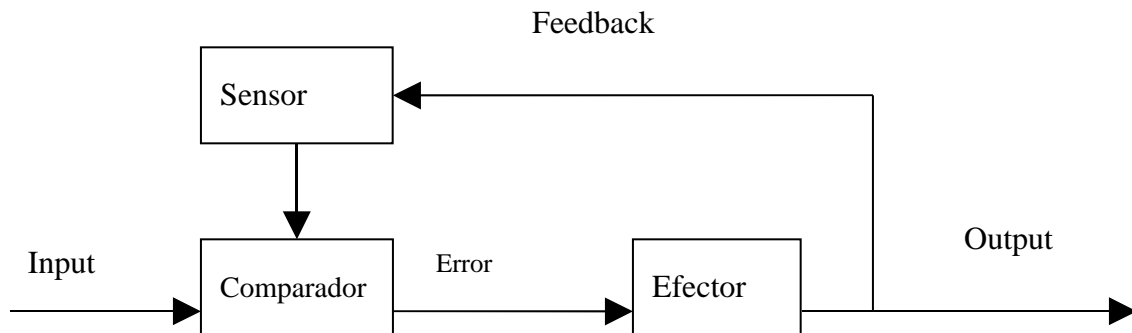 Feedback
Sensor
Input
Comparador
Error
Efector
Output